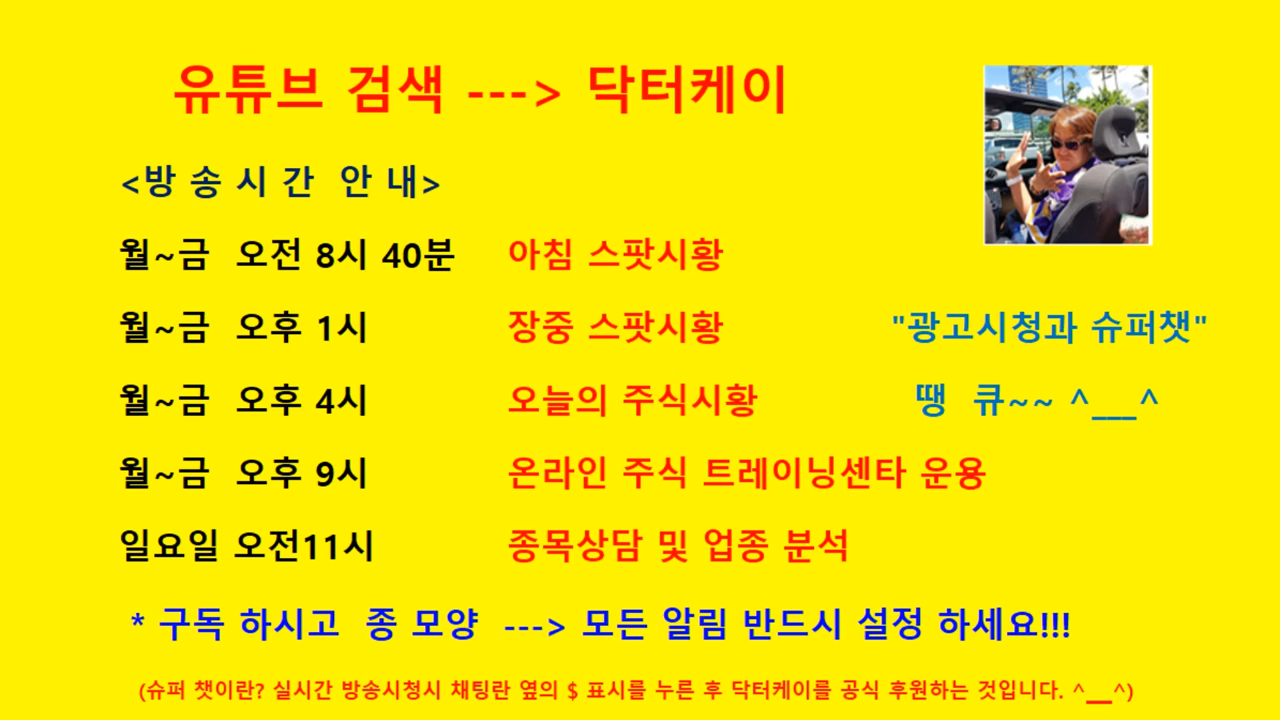 유튜브 검색 ---> 닥터케이
<방 송 시 간 안 내>
월~금 오전 8시 40분 아침 스팟시황
월~금 오후 1시 장중 스팟시황 "광고시청과 슈퍼챗"
월~금 오후 4시 오늘의 주식시황 땡 큐~~ ^___^
월~금 오후 9시 온라인 주식 트레이닝센타 운용
일요일 오전11시 종목상담 및 업종 분석
* 구독 하시고 종 모양 ---> 모든 알림 반드시 설정 하세요!!!
(슈퍼 챗이란? 실시간 방송시청시 채팅란 옆의 $ 표시를 누른 후 닥터케이를 공식 후원하는 것입니다. ^__^)